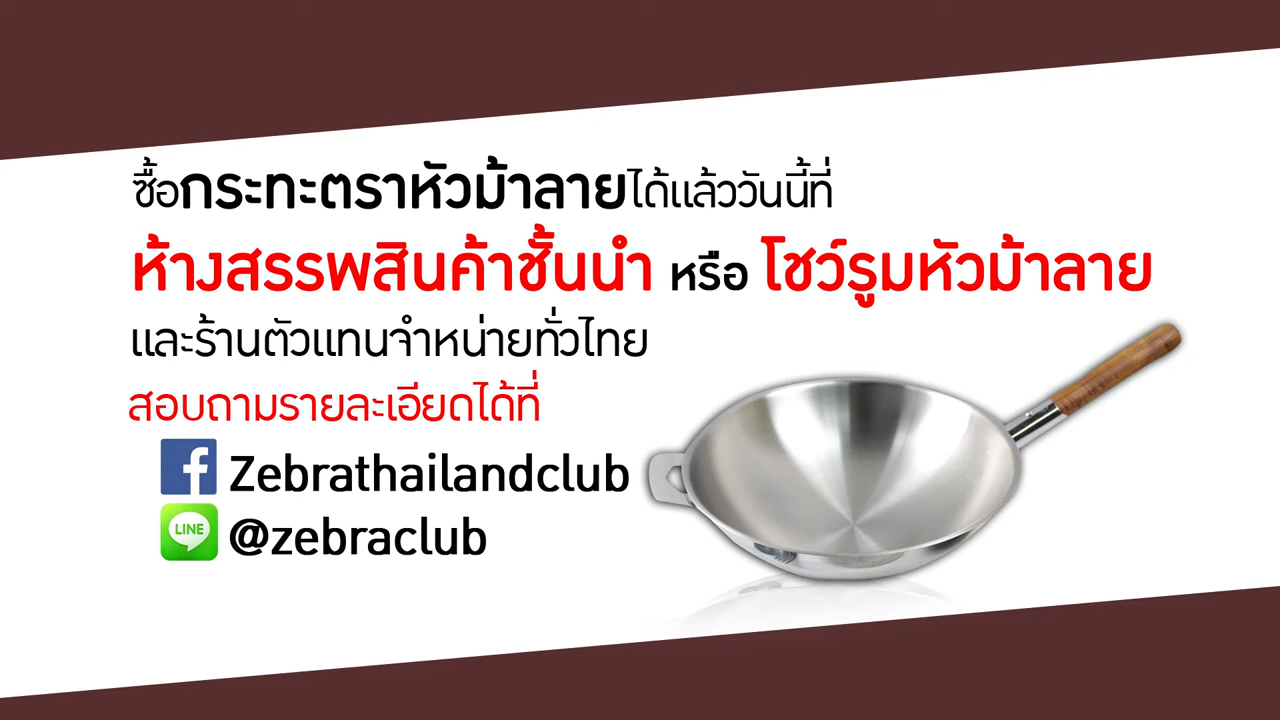 ซื้อกระทะตราหัวม้าลายได้แล้ววันนี้ที่
ห้างสรรพสินค้าชั้นนำ หรือ โชว์รูมหัวม้าลาย
และร้านตัวแทนจำหน่ายทั่วไทย
สอบถามรายละเอียดได้ที่
f Zebrathailandclub
LINE @zebraclub